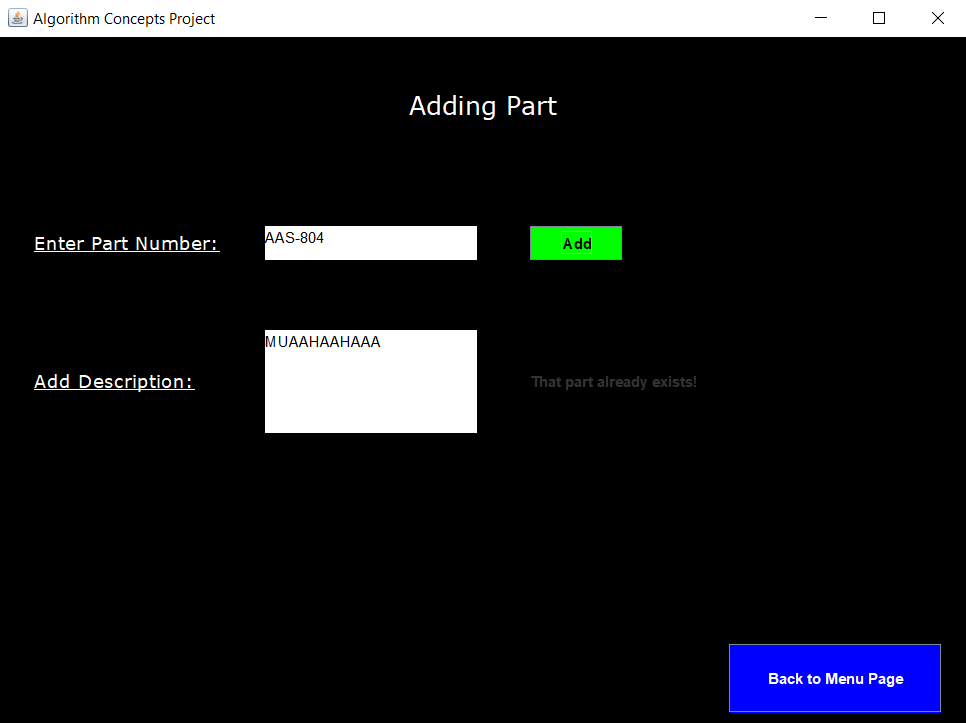 Algorithm Concepts Project
Adding Part
Enter Part Number:
AAS-804
Add
Add Description:
MUAAHAAHAAA
That part already exists!
Back to Menu Page